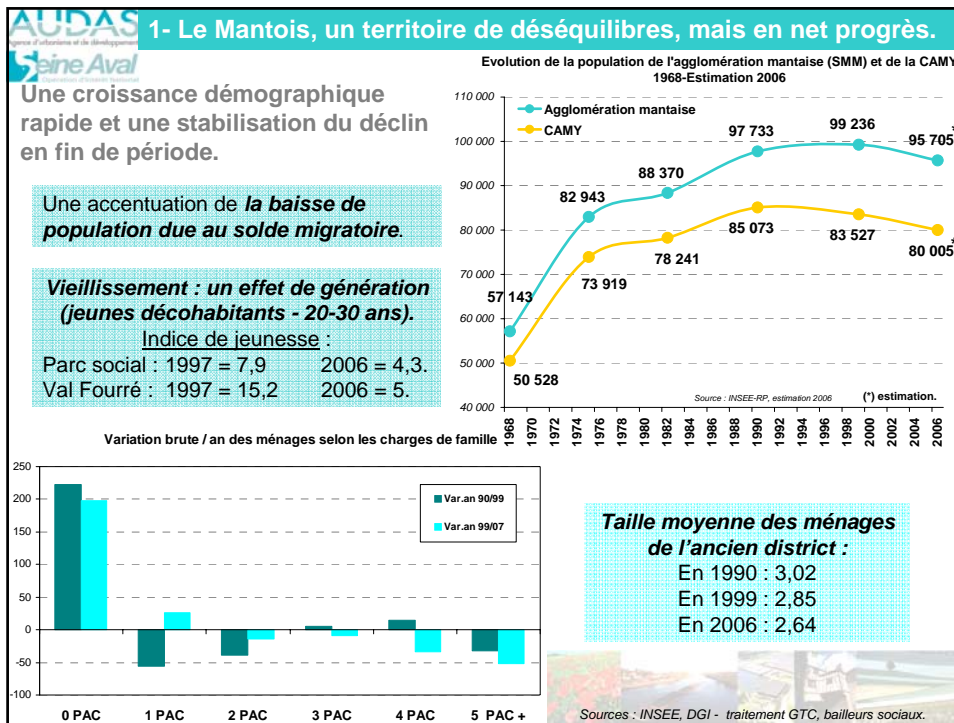 AUDAS
Agence d'urbanisme et de développement
Seine Aval
Opération d'Intérêt National
1- Le Mantois, un territoire de déséquilibres, mais en net progrès.
Une croissance démographique
rapide et une stabilisation du déclin
en fin de période.
Une accentuation de la baisse de
population due au solde migratoire.
Vieillissement : un effet de génération
(jeunes décohabitants - 20-30 ans).
Indice de jeunesse :
Parc social : 1997 = 7,9 2006 = 4,3.
Val Fourré : 1997 = 15,2 2006 = 5.
Evolution de la population de l'agglomération mantaise (SMM) et de la CAMY
1968-Estimation 2006
110 000
100 000
90 000
80 000
70 000
60 000
50 000
40 000
Agglomération mantaise
CAMY
57 143
82 943
88 370
97 733
99 236
95 705*
50 528
73 919
78 241
85 073
83 527
80 005*
Source : INSEE-RP, estimation 2006
(*) estimation.
1968 1970 1972 1974 1976 1978 1980 1982 1984 1986 1988 1990 1992 1994 1996 1998 2000 2002 2004 2006
Variation brute / an des ménages selon les charges de famille
250
200
150
100
50
0
-50
-100
Var.an 90/99
Var.an 99/07
0 PAC 1 PAC 2 PAC 3 PAC 4 PAC 5 PAC +
Taille moyenne des ménages
de l'ancien district :
En 1990 : 3,02
En 1999 : 2,85
En 2006 : 2,64
Sources : INSEE, DGI - traitement GTC, bailleurs sociaux.